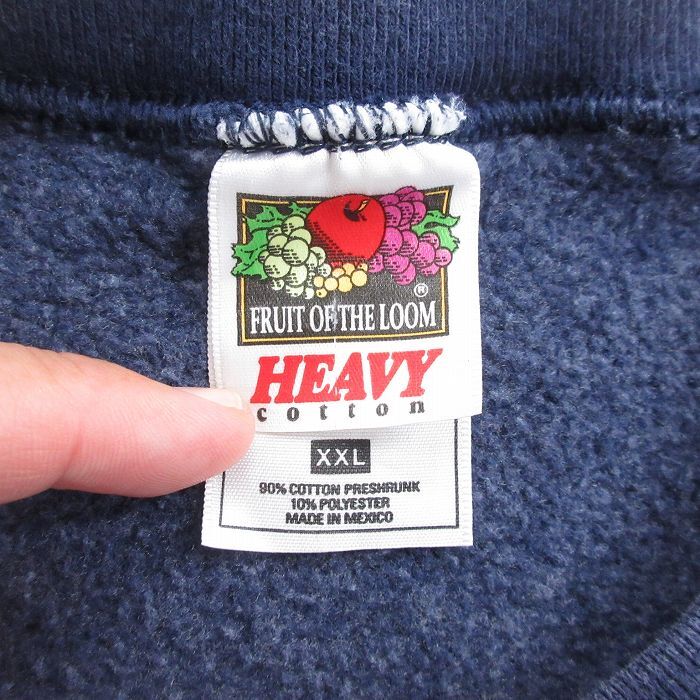 ®
FRUIT OF THE LOOM
HEAVY
cotton
XXL
90% COTTON PRESHRUNK
10% POLYESTER
MADE IN MEXICO